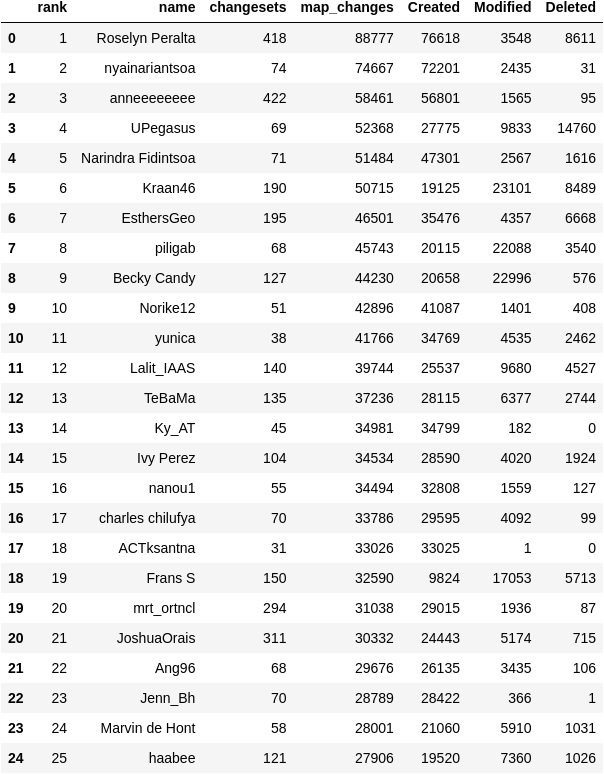 rank name changesets map_changes Created Modified Deleted
0 1 Roselyn Peralta 418 88777 76618 3548 8611
1 2 nyainariantsoa 74 74667 72201 2435 31
2 3 anneeeeeeee 422 58461 56801 1565 95
3 4 UPegasus 69 52368 27775 9833 14760
4 5 Narindra Fidintsoa 71 51484 47301 2567 1616
5 6 Kraan46 190 50715 19125 23101 8489
6 7 EsthersGeo 195 46501 35476 4357 6668
7 8 piligab 68 45743 20115 22088 3540
8 9 Becky Candy 127 44230 20658 22996 576
9 10 Norike12 51 42896 41087 1401 408
10 11 yunica 38 41766 34769 4535 2462
11 12 Lalit_IAAS 140 39744 25537 9680 4527
12 13 TeBaMa 135 37236 28115 6377 2744
13 14 Ky_AT 45 34981 34799 182 0
14 15 Ivy Perez 104 34534 28590 4020 1924
15 16 nanou1 55 34494 32808 1559 127
16 17 charles chilufya 70 33786 29595 4092 99
17 18 ACTksantna 31 33026 33025 1 0
18 19 Frans S 150 32590 9824 17053 5713
19 20 mrt_ortncl 294 31038 29015 1936 87
20 21 JoshuaOrais 311 30332 24443 5174 715
21 22 Ang96 68 29676 26135 3435 106
22 23 Jenn_Bh 70 28789 28422 366 1
23 24 Marvin de Hont 58 28001 21060 5910 1031
24 25 haabee 121 27906 19520 7360 1026